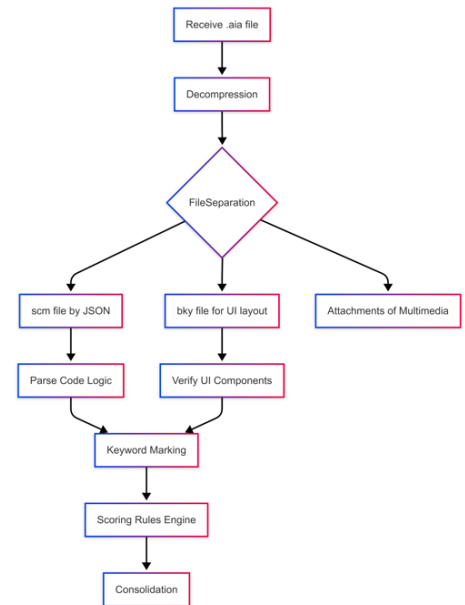 Receive .aia file
Decompression
FileSeparation
scm file by JSON
bky file for UI layout
Attachments of Multimedia
Parse Code Logic
Verify UI Components
Keyword Marking
Scoring Rules Engine
Consolidation